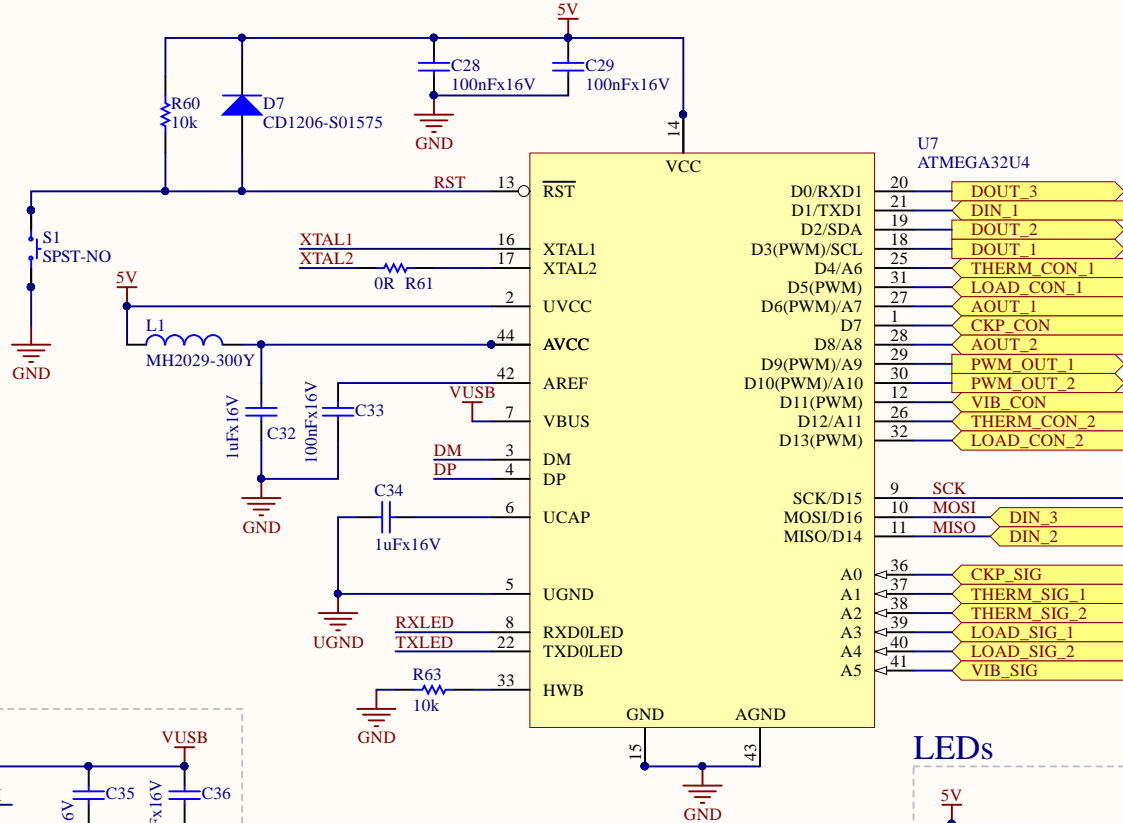 5V
C28
100nFx16V
C29
100nFx16V
R60
10k
D7
CD1206-S01575
GND
14
VCC
U7
ATMEGA32U4
RST
13
RST
S1
SPST-NO
GND
XTAL1
16
XTAL1
XTAL2
17
XTAL2
0R R61
5V
2
UVCC
L1
MH2029-300Y
44
AVCC
42
AREF
1uFx16V
C32
100nFx16V
C33
GND
VUSB
7
VBUS
DM
3
DM
DP
4
DP
C34
1uFx16V
6
UCAP
5
UGND
UGND
RXLED
8
RXD0LED
TXLED
22
TXD0LED
R63
10k
33
HWB
GND
D0/RXD1 20 DOUT_3
D1/TXD1 21 DIN_1
D2/SDA 19 DOUT_2
D3(PWM)/SCL 18 DOUT_1
D4/A6 25 THERM_CON_1
D5(PWM) 31 LOAD_CON_1
D6(PWM)/A7 27 AOUT_1
D7 1 CKP_CON
D8/A8 28 AOUT_2
D9(PWM)/A9 29 PWM_OUT_1
D10(PWM)/A10 30 PWM_OUT_2
D11(PWM) 12 VIB_CON
D12/A11 26 THERM_CON_2
D13(PWM) 32 LOAD_CON_2
SCK/D15 9 SCK
MOSI/D16 10 MOSI DIN_3
MISO/D14 11 MISO DIN_2
A0 36 CKP_SIG
A1 37 THERM_SIG_1
A2 38 THERM_SIG_2
A3 39 LOAD_SIG_1
A4 40 LOAD_SIG_2
A5 41 VIB_SIG
GND
AGND
15
43
GND
VUSB
C35
C36
6V
Fx16V
LEDs
5V